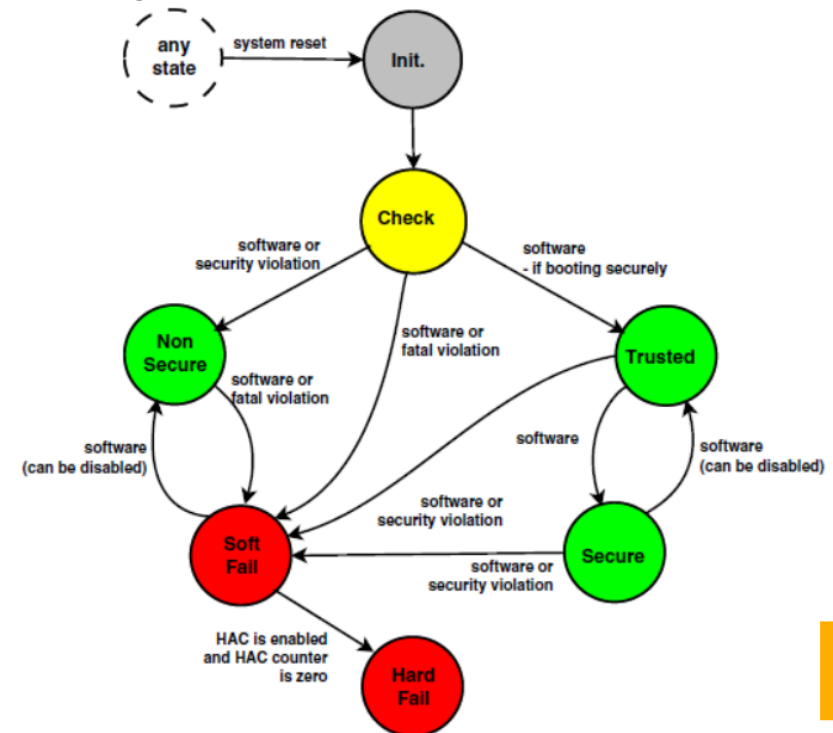 any
state
system reset
Init.
Check
software or
security violation
software
- if booting securely
software or
fatal violation
Non
Secure
Trusted
software or
fatal violation
software
(can be disabled)
software
software
(can be disabled)
software or
security violation
Soft
Fail
Secure
software or
security violation
HAC is enabled
and HAC counter
is zero
Hard
Fail